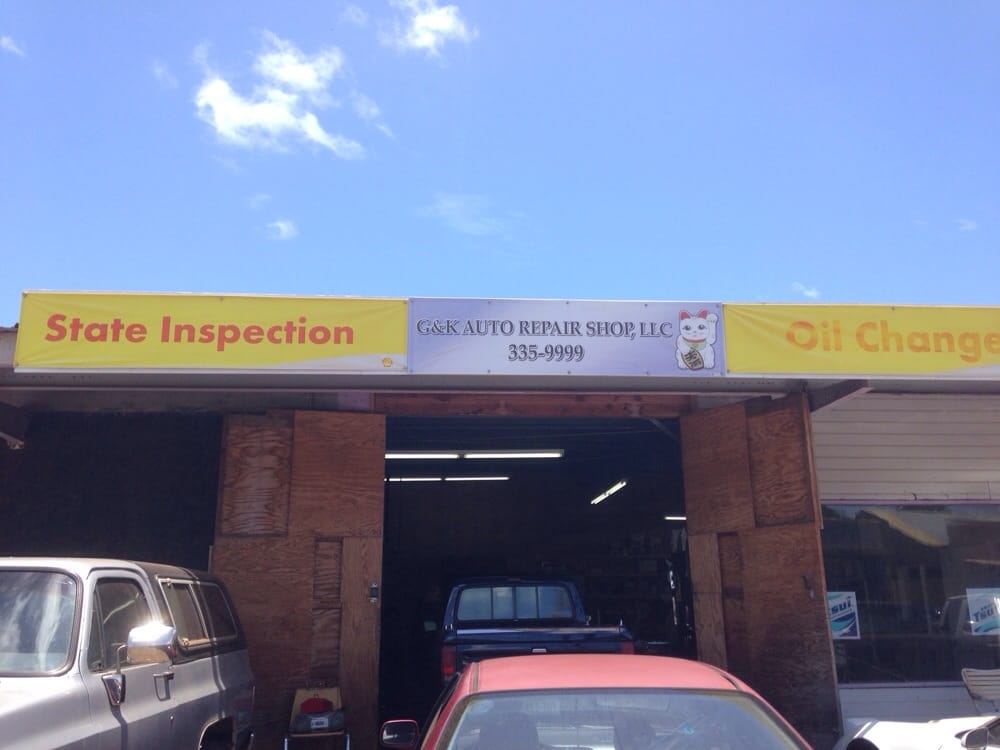 State Inspection
G&K AUTO REPAIR SHOP, LLC
335-9999
Oil Change